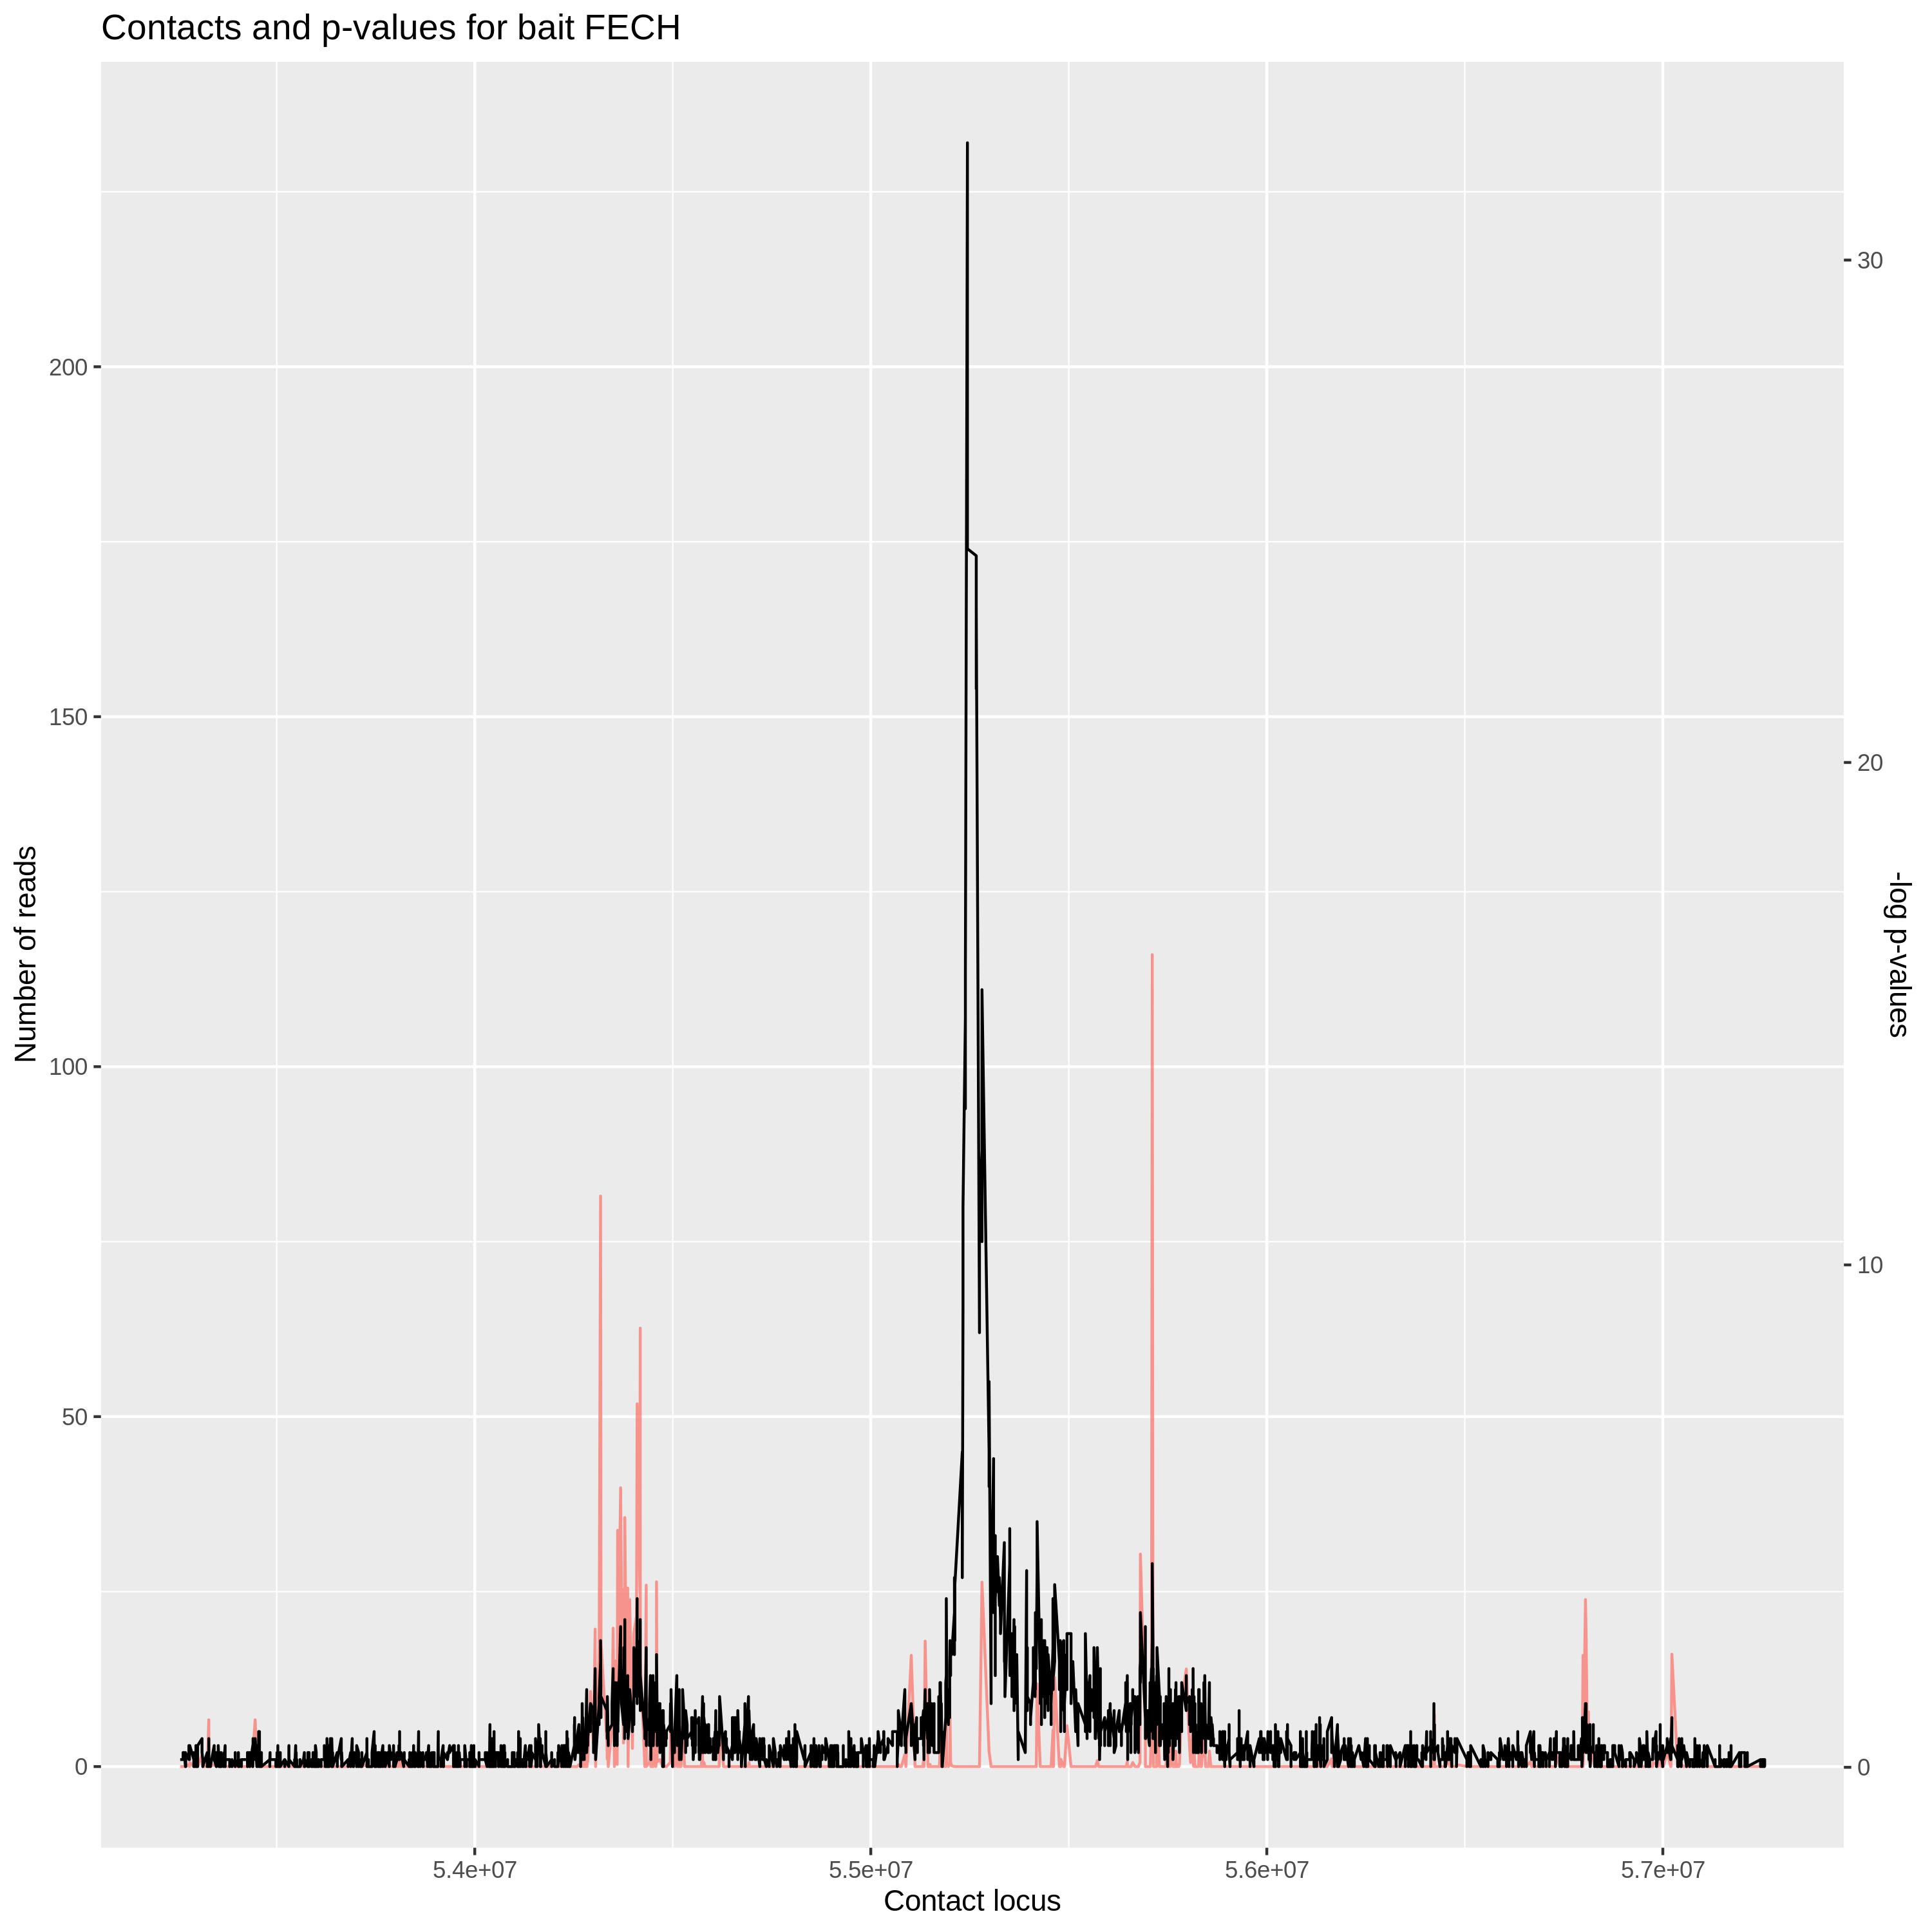 Contacts and p-values for bait FECH
Number of reads
200
150
100
50
0
30
20
10
0
-log p-values
5.4e+07 5.5e+07 5.6e+07 5.7e+07
Contact locus